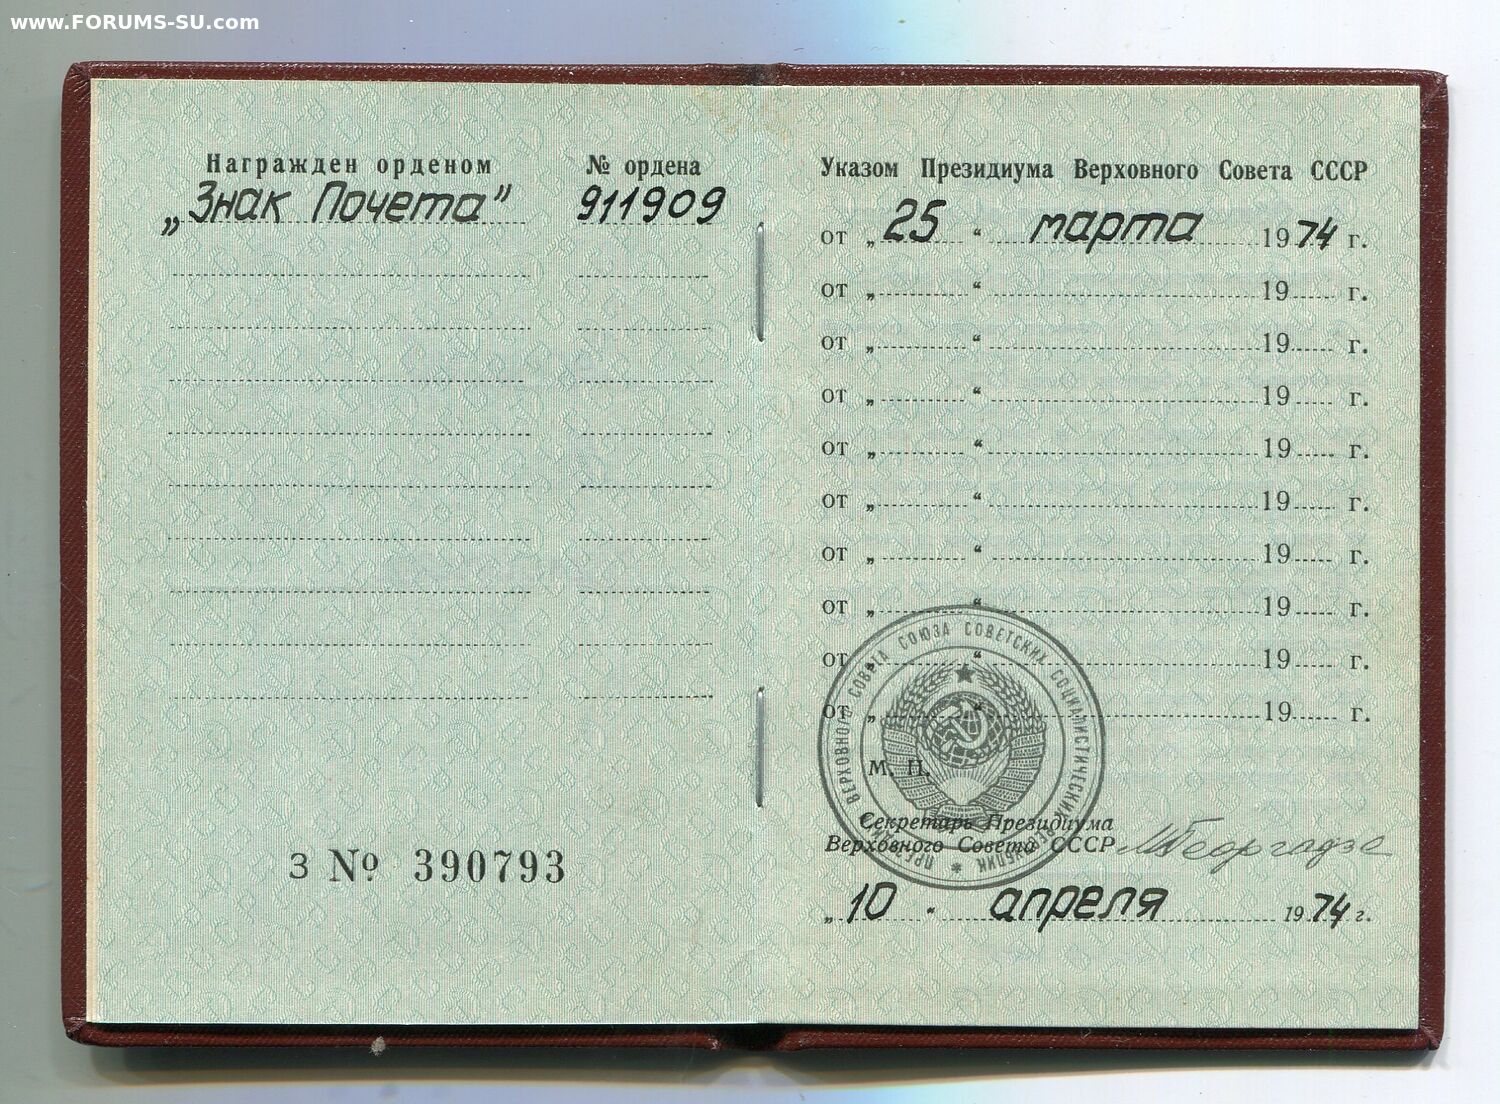 www.FORUMS-SU.com
Награжден орденом № ордена
„Знак Почета" 911909
З № 390793
Указом Президиума Верховного Совета СССР
от „25" марта 1974 г.
от „ “ 19 г.
от „ “ 19 г.
от „ “ 19 г.
от „ “ 19 г.
от „ “ 19 г.
от „ “ 19 г.
от „ “ 19 г.
от „ “ 19 г.
от „ “ 19 г.
ПРЕЗИДИУМ ВЕРХОВНОГО СОВЕТА СОЮЗА СОВЕТСКИХ СОЦИАЛИСТИЧЕСКИХ РЕСПУБЛИК *
М. П.
Секретарь Президиума
Верховного Совета СССР МГеоргадзе
„10" апреля 1974 г.